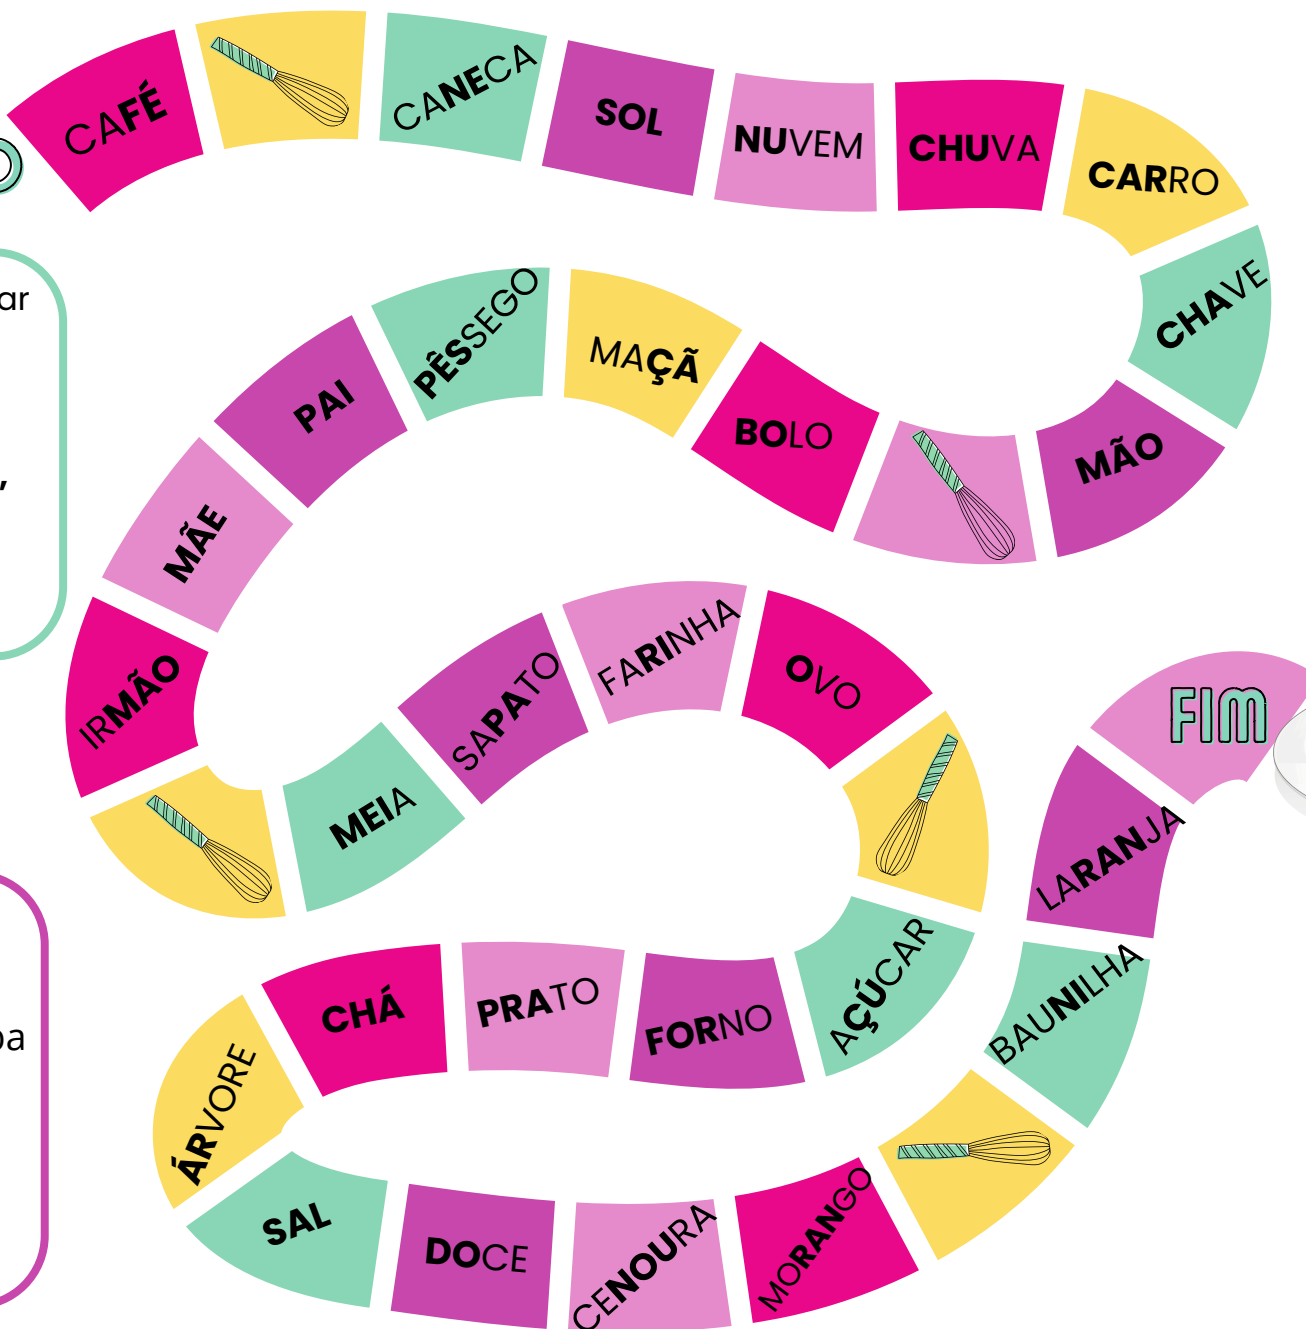 CAFÉ
CANECA
SOL
NUVEM
CHUVA
CARRO
CHAVE
MÃO
BOLO
MAÇÃ
PÊSSEGO
PAI
MÃE
IRMÃO
MEIA
SAPATO
FARINHA
OVO
AÇÚCAR
FORNO
PRATO
CHÁ
ÁRVORE
SAL
DOCE
CENOURA
MORANGO
BAUNILHA
LARANJA
FIM
ar
,